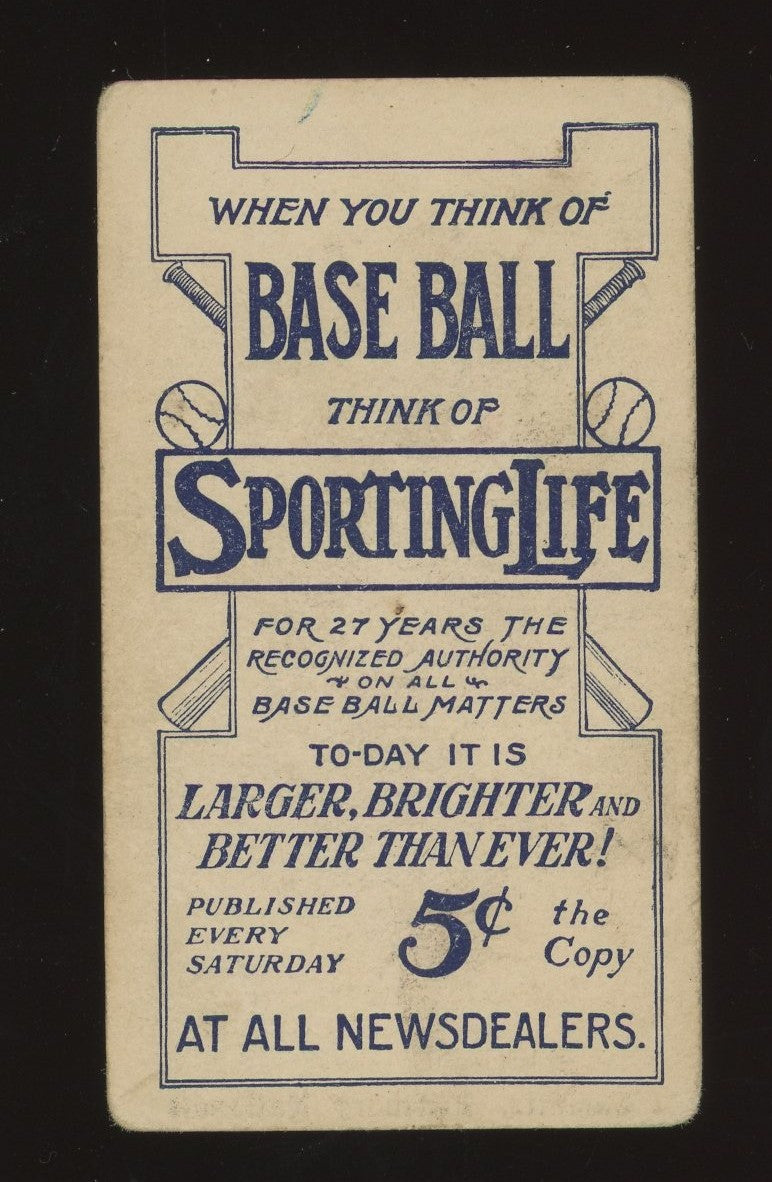 WHEN YOU THINK OF
BASE BALL
THINK OF
SPORTING LIFE
FOR 27 YEARS THE
RECOGNIZED AUTHORITY
ON ALL
BASE BALL MATTERS
TO-DAY IT IS
LARGER, BRIGHTER AND
BETTER THAN EVER!
PUBLISHED
EVERY
SATURDAY
5¢ the
Copy
AT ALL NEWSDEALERS.